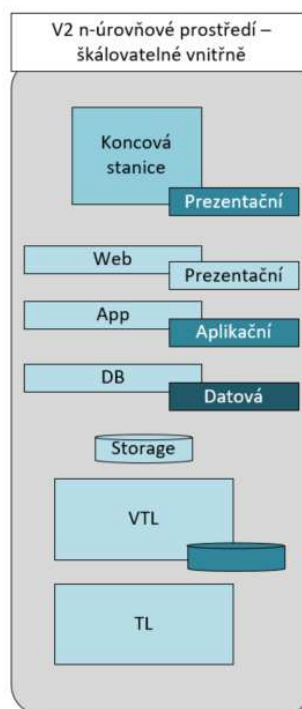 V2 n-úrovňové prostředí –
škálovatelné vnitřně
Koncová
stanice
Prezentační
Web
Prezentační
App
Aplikační
DB
Datová
Storage
VTL
TL